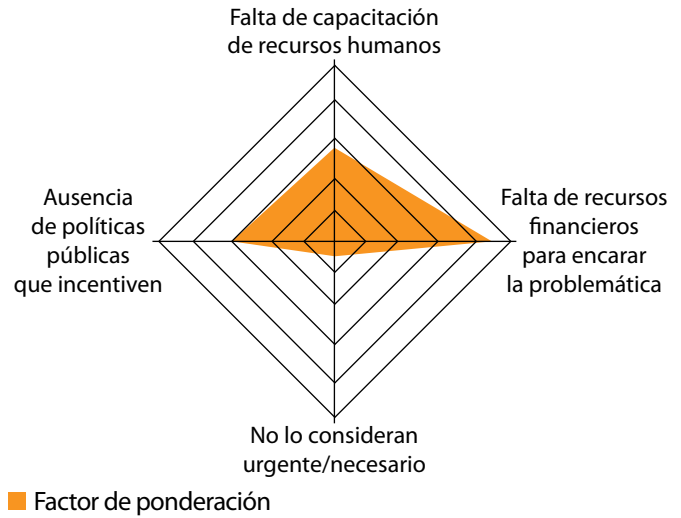 Falta de capacitación
de recursos humanos
Ausencia
de políticas
públicas
que incentiven
Falta de recursos
financieros
para encarar
la problemática
No lo consideran
urgente/necesario
Factor de ponderación